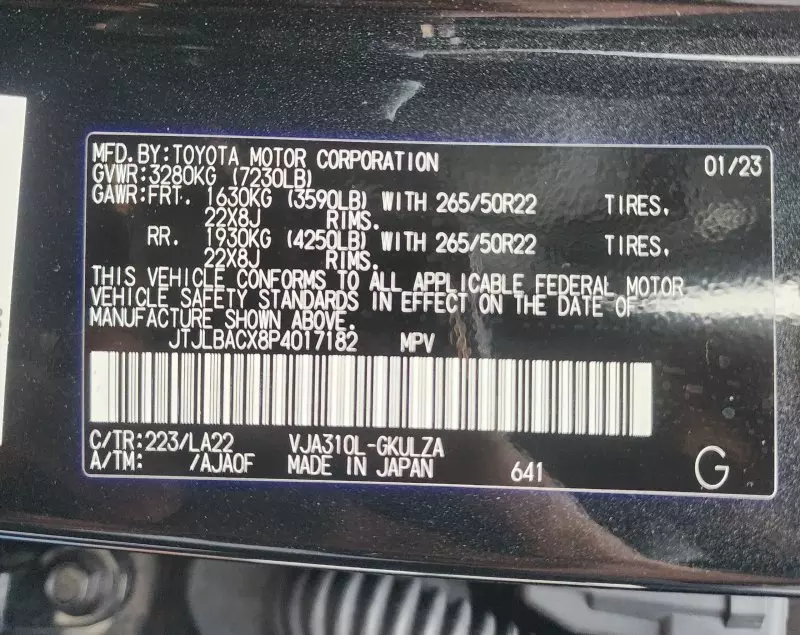 MFD. BY: TOYOTA MOTOR CORPORATION 01/23
GVWR: 3280KG (7230LB)
GAWR: FRT. 1630KG (3590LB) WITH 265/50R22 TIRES.
22X8J RIMS.
RR. 1930KG (4250LB) WITH 265/50R22 TIRES.
22X8J RIMS.
THIS VEHICLE CONFORMS TO ALL APPLICABLE FEDERAL MOTOR
VEHICLE SAFETY STANDARDS IN EFFECT ON THE DATE OF
MANUFACTURE SHOWN ABOVE.
JTJLBACX8P4017182 MPV
C/TR: 223/LA22 VJA310L-GKULZA
A/TM: /AJA0F MADE IN JAPAN 641 G